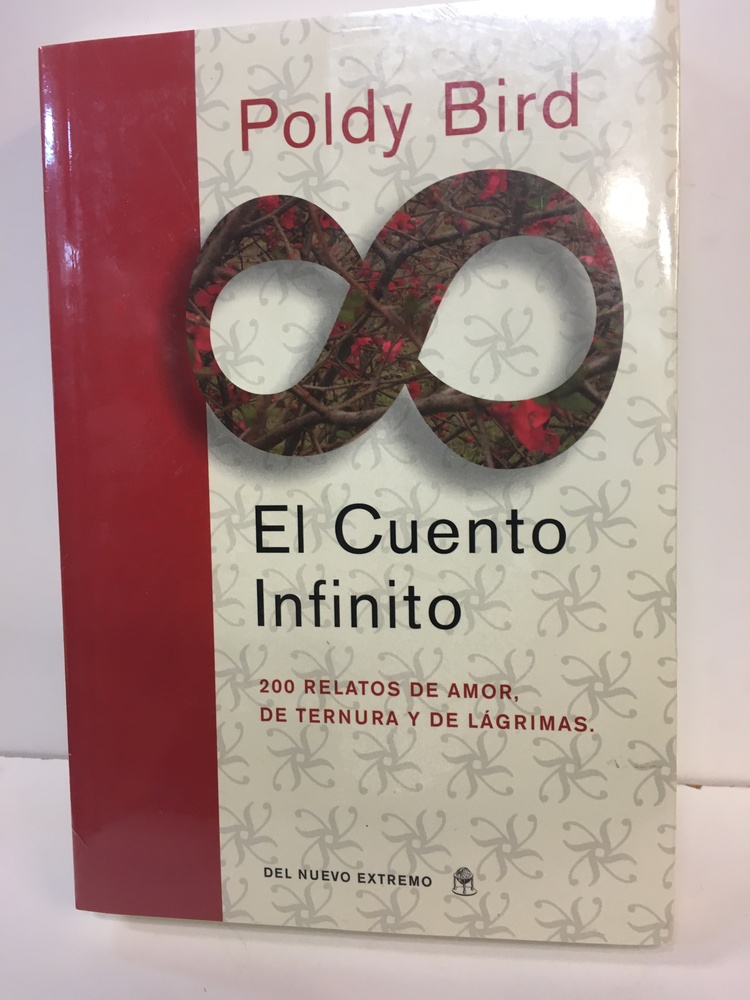 Poldy Bird
El Cuento
Infinito
200 RELATOS DE AMOR,
DE TERNURA Y DE LÁGRIMAS.
DEL NUEVO EXTREMO